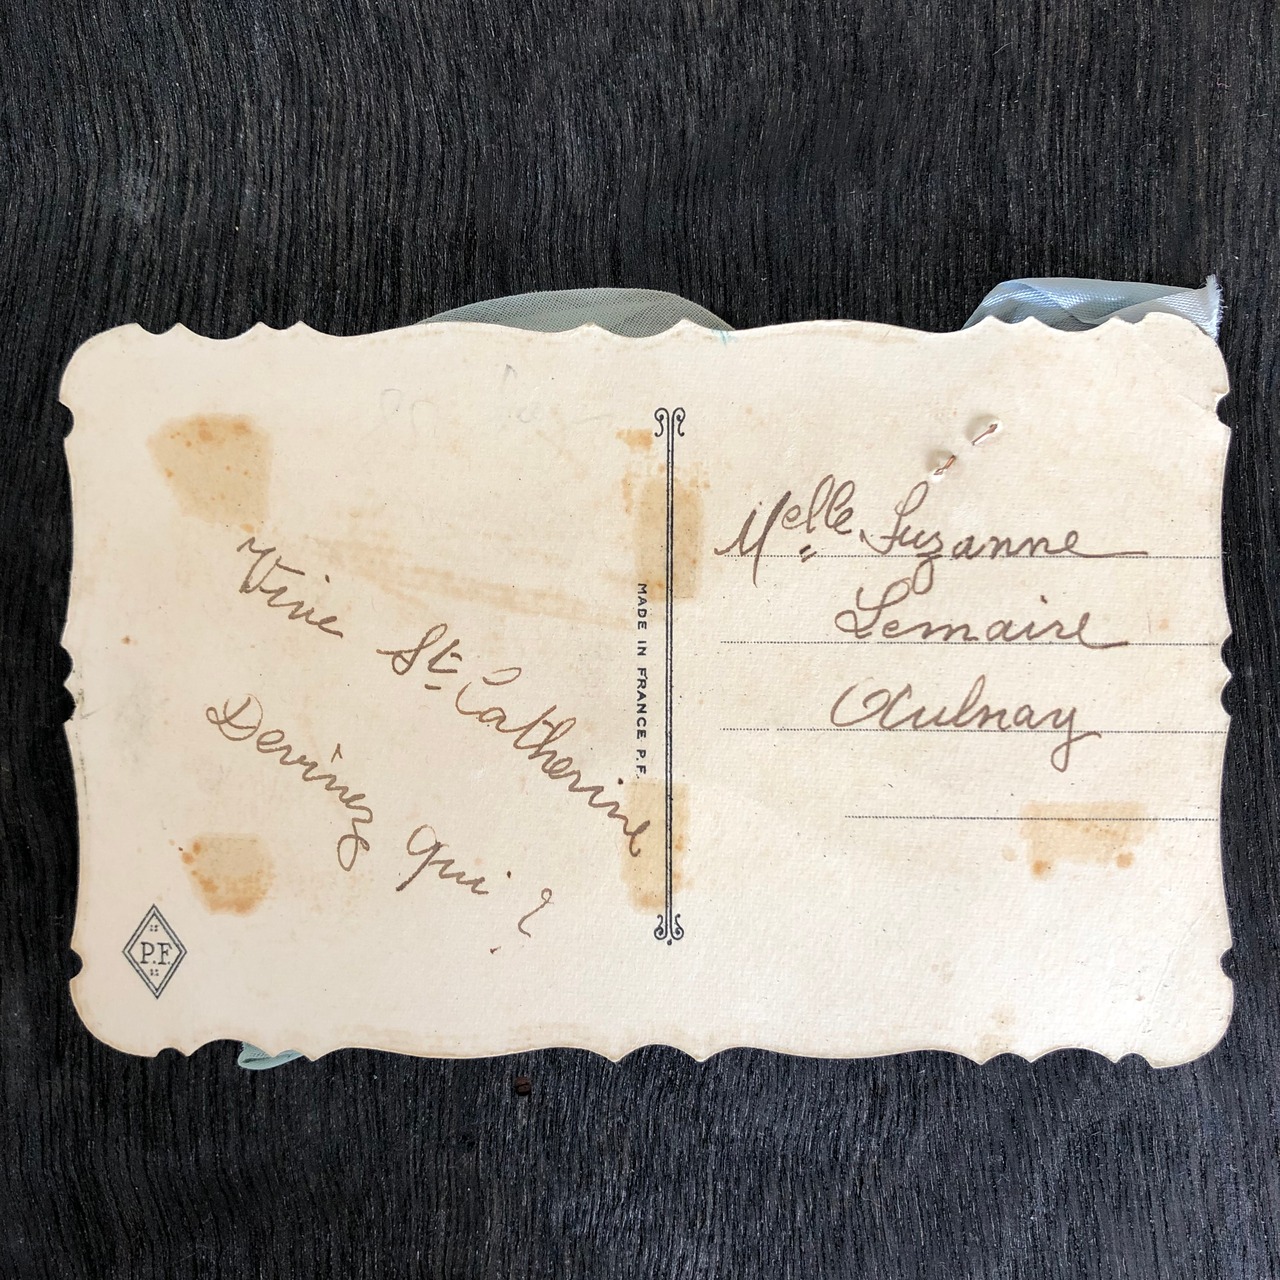 Vive Ste Catherine
Devinez qui ?
P.F.
MADE IN FRANCE P.F.
Melle Suzanne
Lemaire
Aulnay